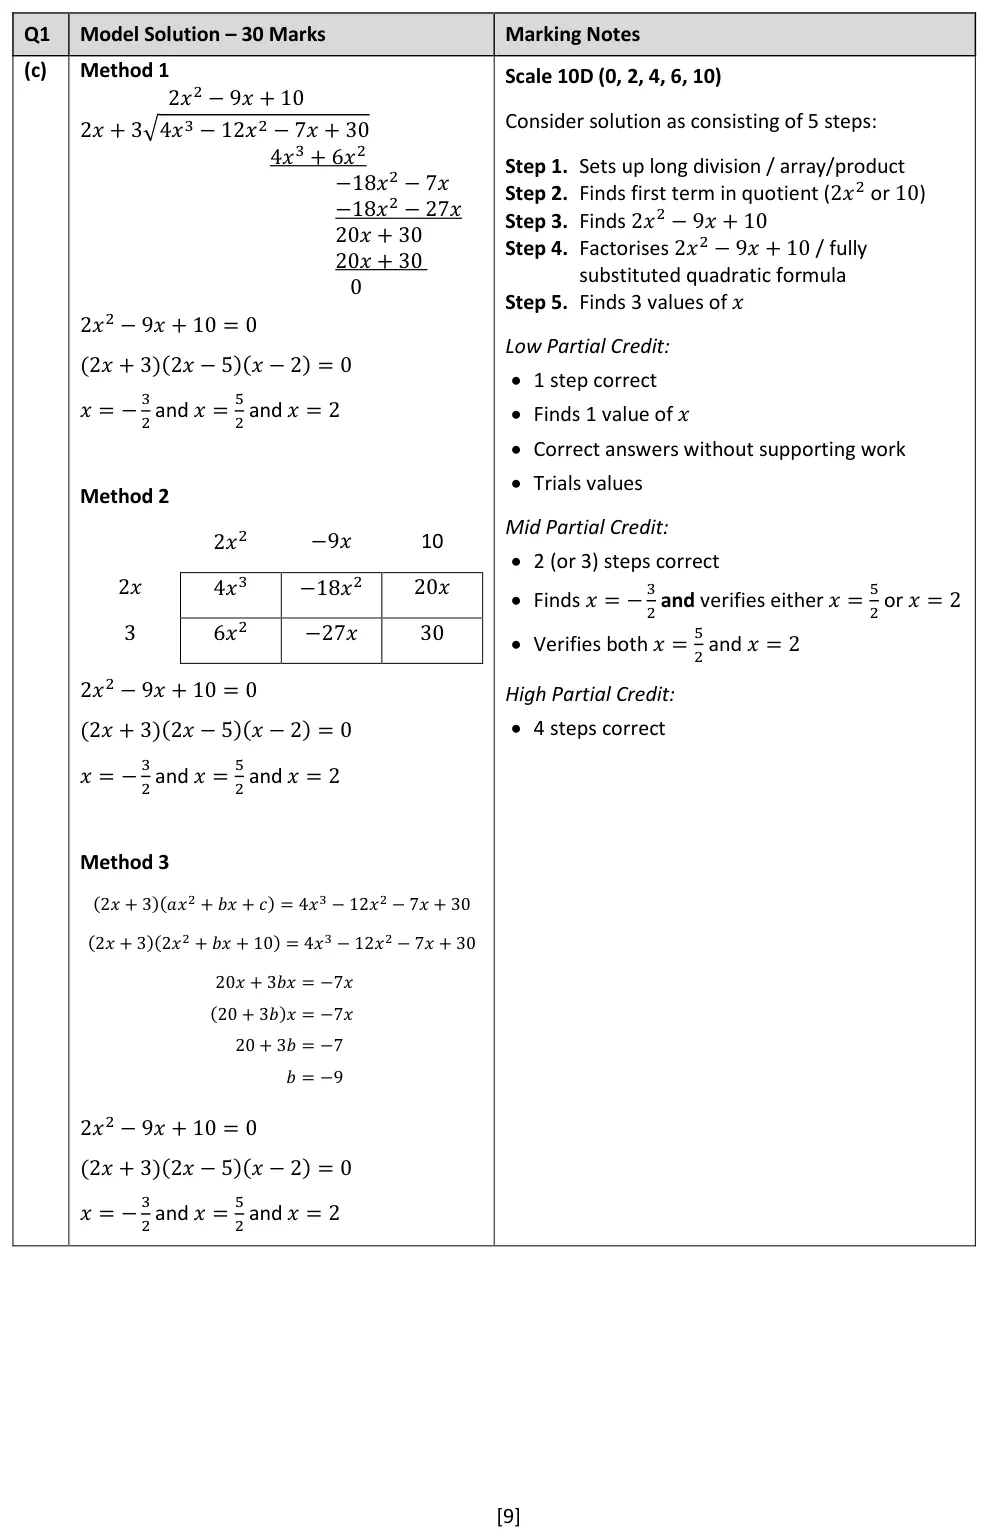 Q1 Model Solution – 30 Marks Marking Notes
(c) Method 1
2x² − 9x + 10
2x + 3√4x³ − 12x² − 7x + 30
4x³ + 6x²
−18x² − 7x
−18x² − 27x
20x + 30
20x + 30
0
2x² − 9x + 10 = 0
(2x + 3)(2x − 5)(x − 2) = 0
x = −3/2 and x = 5/2 and x = 2
Method 2
2x² −9x 10
2x 4x³ −18x² 20x
3 6x² −27x 30
2x² − 9x + 10 = 0
(2x + 3)(2x − 5)(x − 2) = 0
x = −3/2 and x = 5/2 and x = 2
Method 3
(2x + 3)(ax² + bx + c) = 4x³ − 12x² − 7x + 30
(2x + 3)(2x² + bx + 10) = 4x³ − 12x² − 7x + 30
20x + 3bx = −7x
(20 + 3b)x = −7x
20 + 3b = −7
b = −9
2x² − 9x + 10 = 0
(2x + 3)(2x − 5)(x − 2) = 0
x = −3/2 and x = 5/2 and x = 2
Scale 10D (0, 2, 4, 6, 10)
Consider solution as consisting of 5 steps:
Step 1. Sets up long division / array/product
Step 2. Finds first term in quotient (2x² or 10)
Step 3. Finds 2x² − 9x + 10
Step 4. Factorises 2x² − 9x + 10 / fully
substituted quadratic formula
Step 5. Finds 3 values of x
Low Partial Credit:
• 1 step correct
• Finds 1 value of x
• Correct answers without supporting work
• Trials values
Mid Partial Credit:
• 2 (or 3) steps correct
• Finds x = −3/2 and verifies either x = 5/2 or x = 2
• Verifies both x = 5/2 and x = 2
High Partial Credit:
• 4 steps correct
[9]